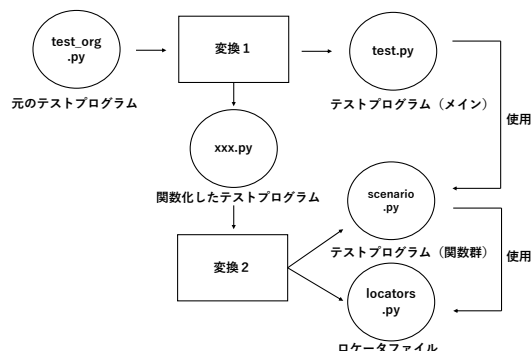 test_org
.py
変換1
test.py
元のテストプログラム
テストプログラム（メイン）
使用
xxx.py
関数化したテストプログラム
scenario
.py
テストプログラム（関数群）
使用
変換2
locators
.py
ロケータファイル